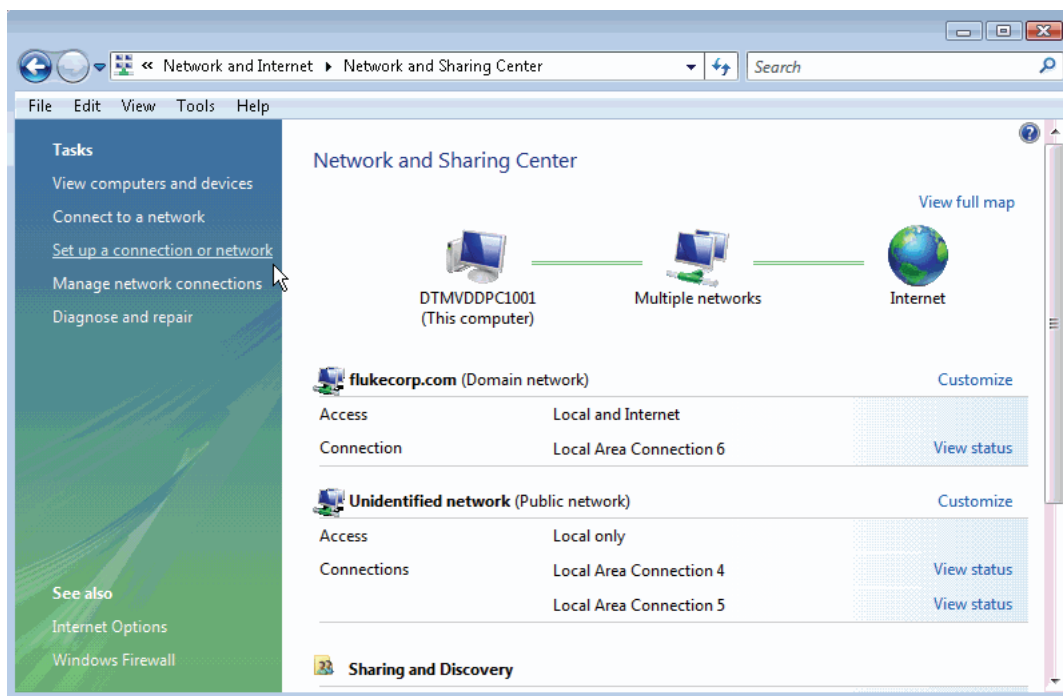 « Network and Internet ▸ Network and Sharing Center
Search
File Edit View Tools Help
Tasks
View computers and devices
Connect to a network
Set up a connection or network
Manage network connections
Diagnose and repair
See also
Internet Options
Windows Firewall
Network and Sharing Center
View full map
DTMVDDPC1001
(This computer)
Multiple networks
Internet
flukecorp.com (Domain network) Customize
Access Local and Internet
Connection Local Area Connection 6 View status
Unidentified network (Public network) Customize
Access Local only
Connections Local Area Connection 4 View status
Local Area Connection 5 View status
Sharing and Discovery